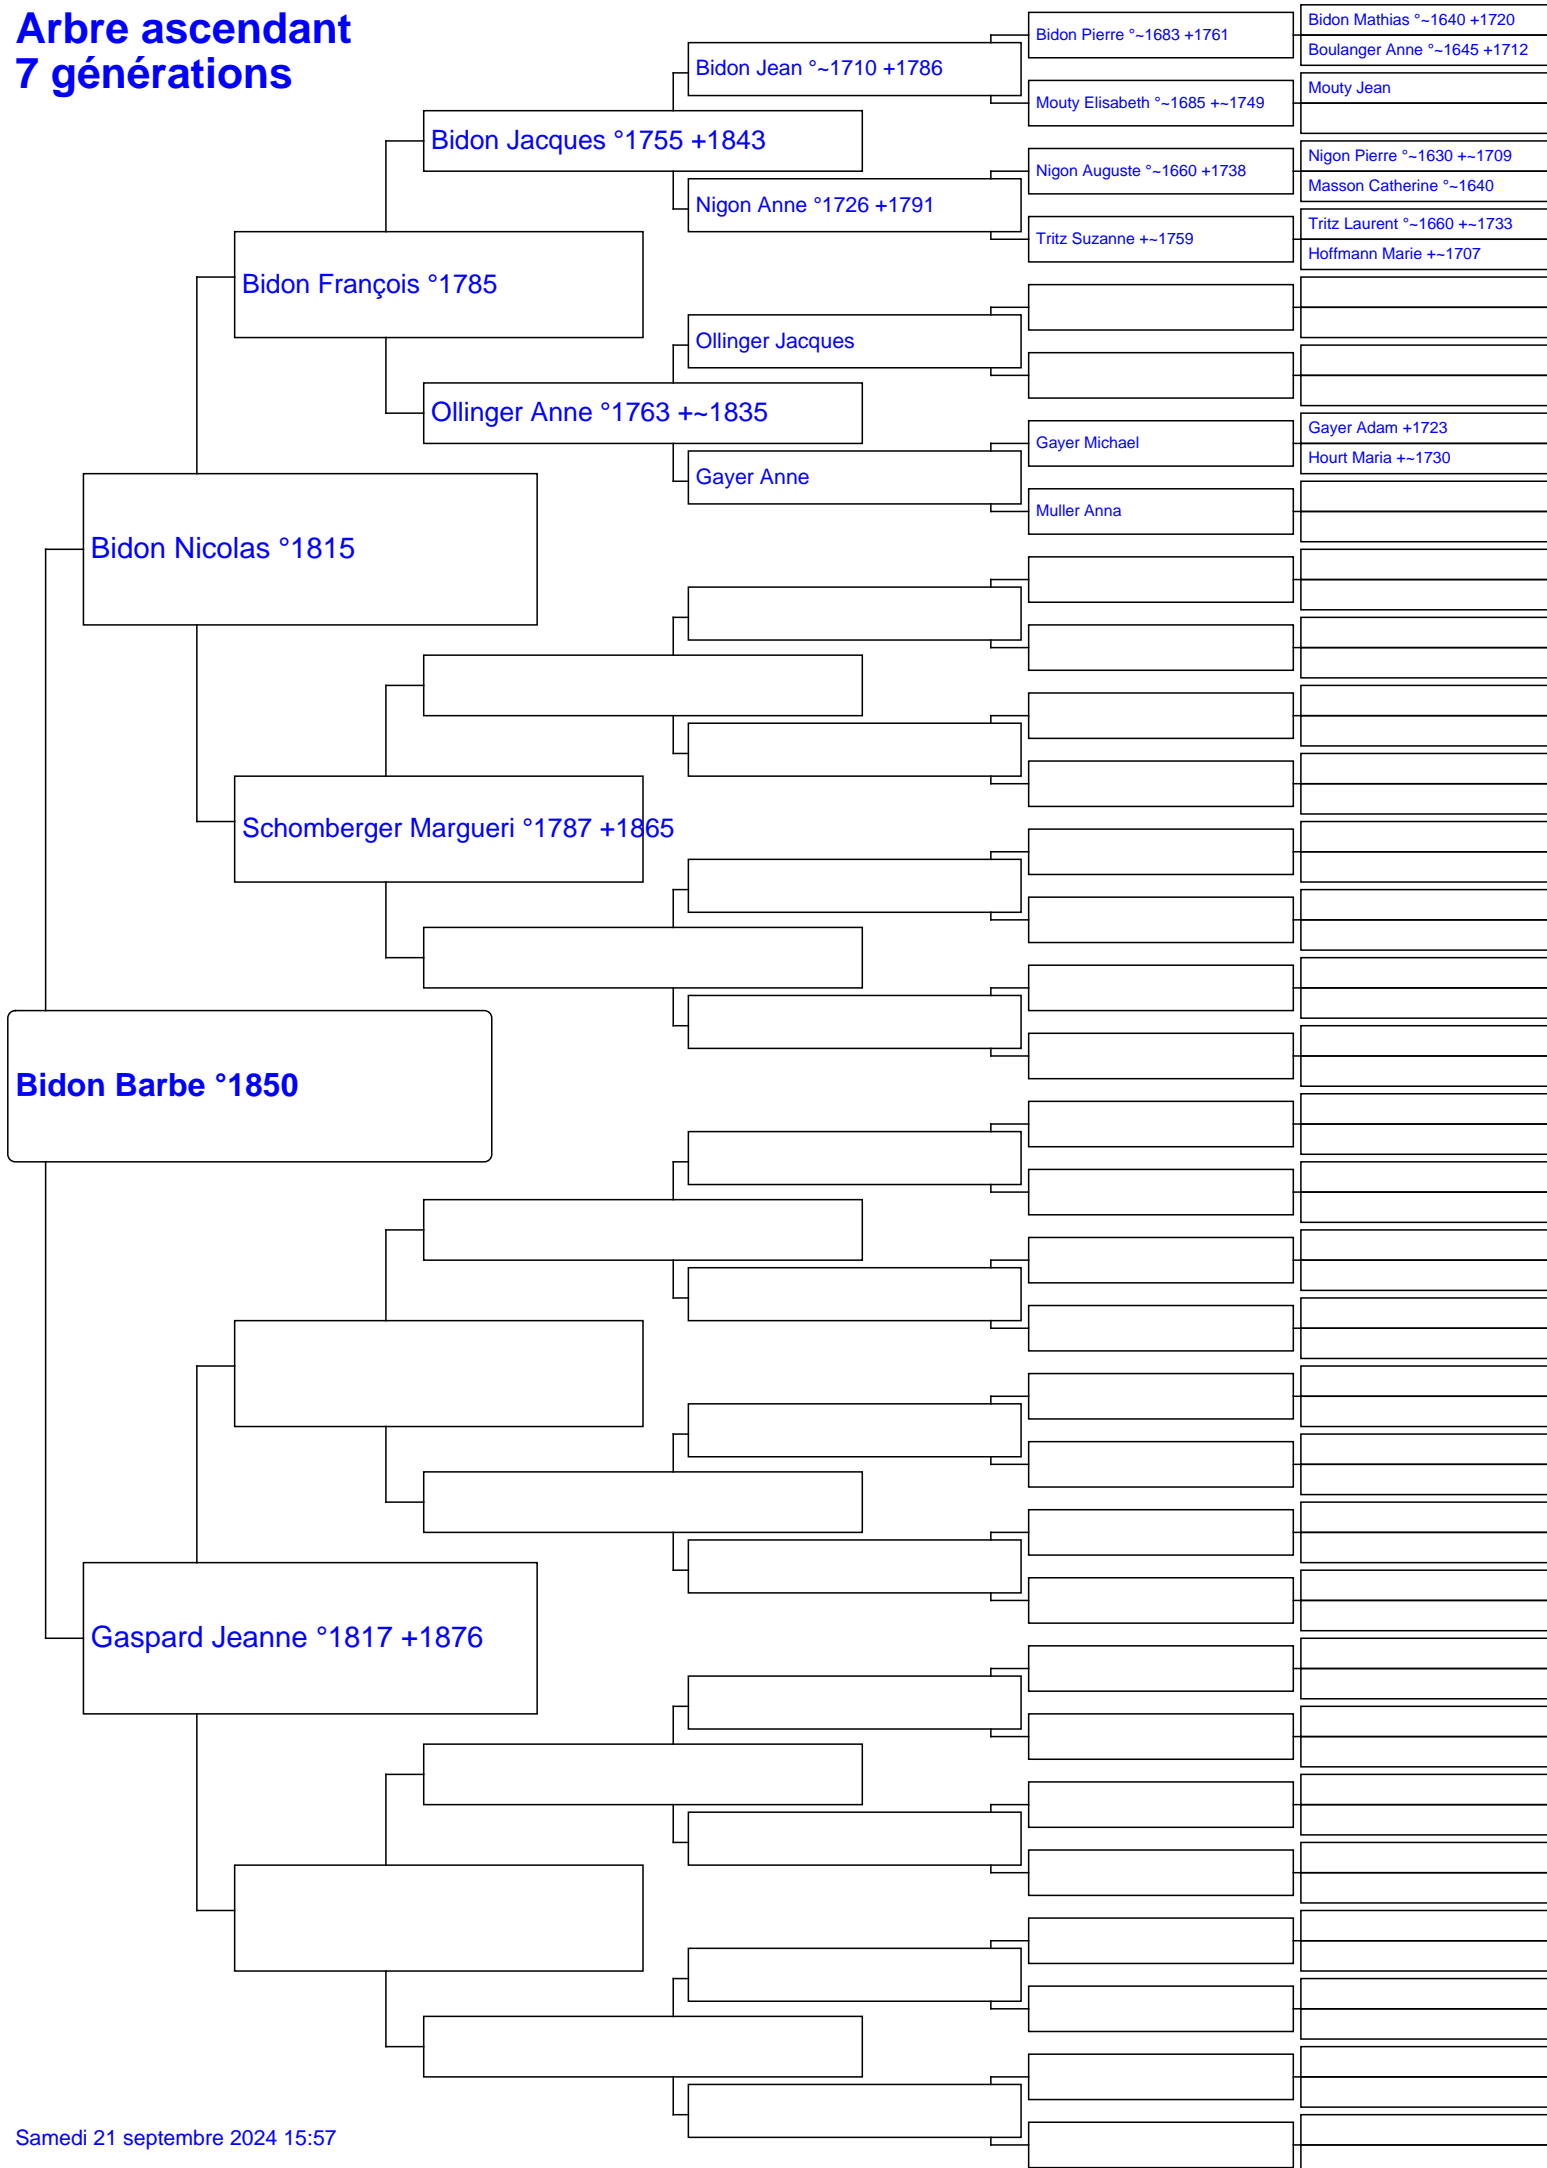 Arbre ascendant
7 générations
Bidon Mathias °~1640 +1720
Bidon Pierre °~1683 +1761
Boulanger Anne °~1645 +1712
Bidon Jean °~1710 +1786
Mouty Jean
Mouty Elisabeth °~1685 +~1749
Bidon Jacques °1755 +1843
Nigon Pierre °~1630 +~1709
Nigon Auguste °~1660 +1738
Masson Catherine °~1640
Nigon Anne °1726 +1791
Tritz Laurent °~1660 +~1733
Tritz Suzanne +~1759
Hoffmann Marie +~1707
Bidon François °1785
Ollinger Jacques
Ollinger Anne °1763 +~1835
Gayer Adam +1723
Gayer Michael
Hourt Maria +~1730
Gayer Anne
Muller Anna
Bidon Nicolas °1815
Schomberger Margueri °1787 +1865
Bidon Barbe °1850
Gaspard Jeanne °1817 +1876
Samedi 21 septembre 2024 15:57